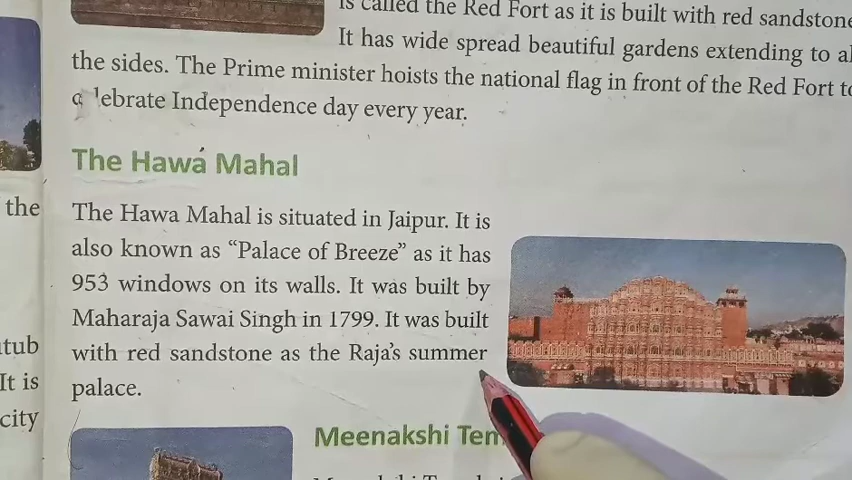 is called the Red Fort as it is built with red sandstone
It has wide spread beautiful gardens extending to
the sides. The Prime minister hoists the national flag in front of the Red Fort
Independence day every year.
The Hawa Mahal
The Hawa Mahal is situated in Jaipur. It is
also known as “Palace of Breeze” as it has
953 windows on its walls. It was built by
Maharaja Sawai Singh in 1799. It was built
with red sandstone as the Raja's summer
palace.
Meenakshi
the
It is
city